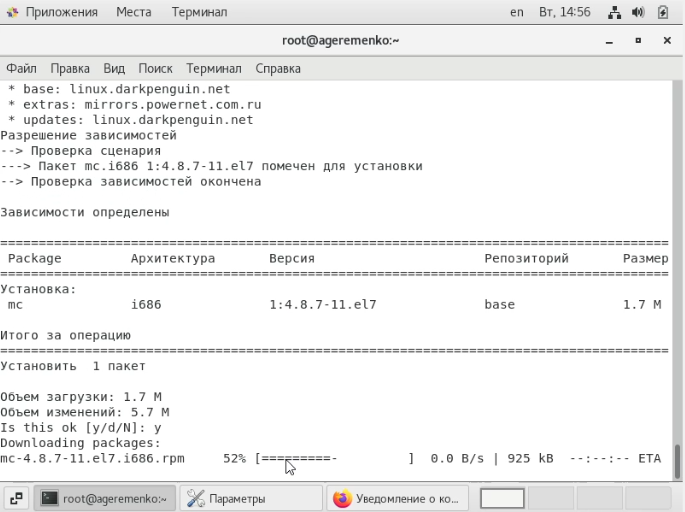 Приложения Места Терминал en Вт, 14:56
root@ageremenko:~
Файл Правка Вид Поиск Терминал Справка
* base: linux.darkpenguin.net
* extras: mirrors.powernet.com.ru
* updates: linux.darkpenguin.net
Разрешение зависимостей
--> Проверка сценария
---> Пакет mc.i686 1:4.8.7-11.el7 помечен для установки
--> Проверка зависимостей окончена
Зависимости определены
================================================================================
Package Архитектура Версия Репозиторий Размер
================================================================================
Установка:
mc i686 1:4.8.7-11.el7 base 1.7 M
Итого за операцию
================================================================================
Установить 1 пакет
Объем загрузки: 1.7 M
Объем изменений: 5.7 M
Is this ok [y/d/N]: y
Downloading packages:
mc-4.8.7-11.el7.i686.rpm 52% [=========- ] 0.0 B/s | 925 kB --:--:-- ETA
root@ageremenko:~ Параметры Уведомление о ко...